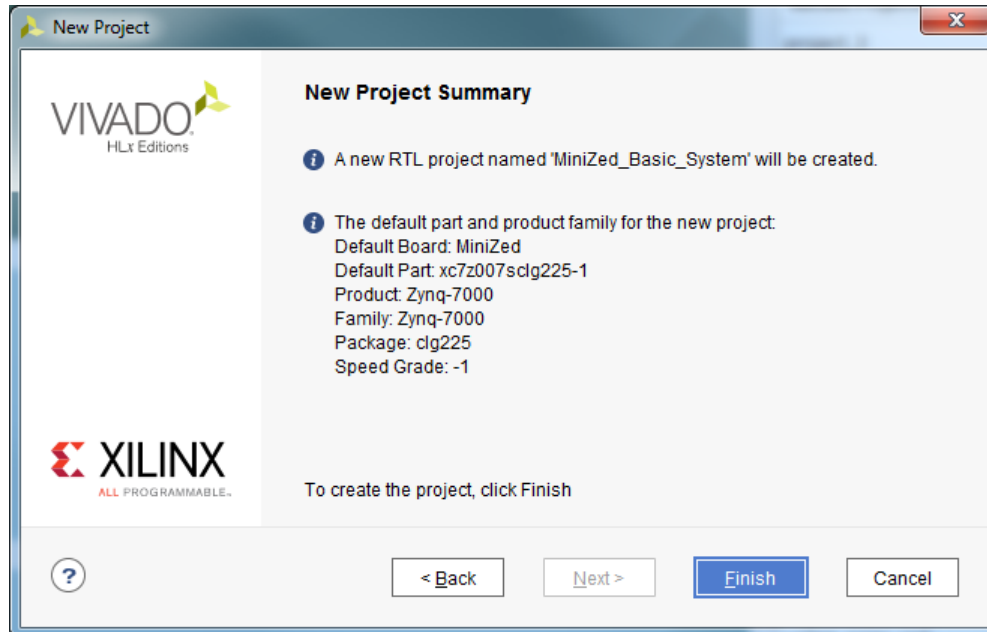 New Project
VIVADO
HLx Editions
New Project Summary
A new RTL project named 'MiniZed_Basic_System' will be created.
The default part and product family for the new project:
Default Board: MiniZed
Default Part: xc7z007sclg225-1
Product: Zynq-7000
Family: Zynq-7000
Package: clg225
Speed Grade: -1
XILINX
ALL PROGRAMMABLE™
To create the project, click Finish
?
< Back
Next >
Finish
Cancel